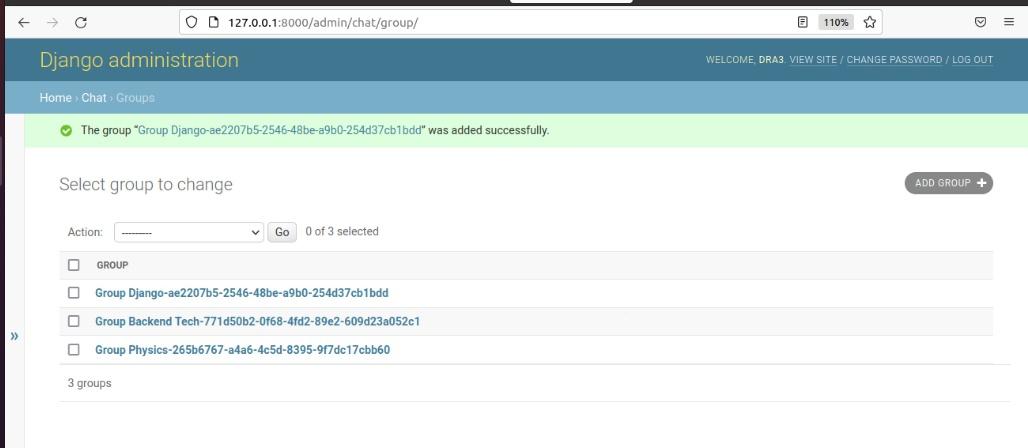 127.0.0.1:8000/admin/chat/group/ 110%
Django administration
WELCOME, DRA3. VIEW SITE / CHANGE PASSWORD / LOG OUT
Home › Chat › Groups
The group “Group Django-ae2207b5-2546-48be-a9b0-254d37cb1bdd” was added successfully.
Select group to change
ADD GROUP +
Action: --------- Go 0 of 3 selected
GROUP
Group Django-ae2207b5-2546-48be-a9b0-254d37cb1bdd
Group Backend Tech-771d50b2-0f68-4fd2-89e2-609d23a052c1
»
Group Physics-265b6767-a4a6-4c5d-8395-9f7dc17cbb60
3 groups